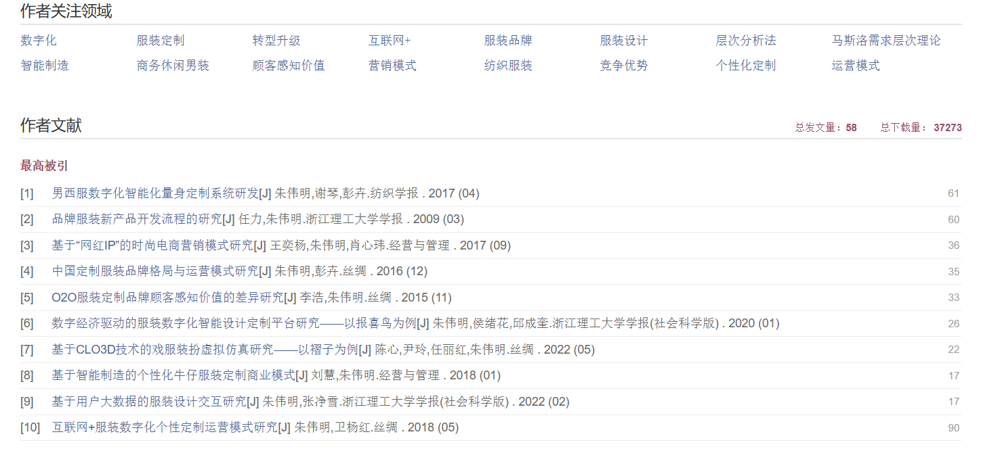 作者关注领域
数字化 服装定制 转型升级 互联网+ 服装品牌 服装设计 层次分析法 马斯洛需求层次理论
智能制造 商务休闲男装 顾客感知价值 营销模式 纺织服装 竞争优势 个性化定制 运营模式
作者文献 总发文量：58 总下载量：37273
最高被引
[1] 男西服数字化智能化量身定制系统研发[J] 朱伟明,谢琴,彭卉.纺织学报 . 2017 (04) 61
[2] 品牌服装新产品开发流程的研究[J] 任力,朱伟明.浙江理工大学学报 . 2009 (03) 60
[3] 基于“网红IP”的时尚电商营销模式研究[J] 王奕杨,朱伟明,肖心玮.经营与管理 . 2017 (09) 36
[4] 中国定制服装品牌格局与运营模式研究[J] 朱伟明,彭卉.丝绸 . 2016 (12) 35
[5] O2O服装定制品牌顾客感知价值的差异研究[J] 李浩,朱伟明.丝绸 . 2015 (11) 33
[6] 数字经济驱动的服装数字化智能设计定制平台研究——以报喜鸟为例[J] 朱伟明,侯绪花,邱成奎.浙江理工大学学报(社会科学版) . 2020 (01) 26
[7] 基于CLO3D技术的戏服装扮虚拟仿真研究——以褶子为例[J] 陈心,尹玲,任丽红,朱伟明.丝绸 . 2022 (05) 22
[8] 基于智能制造的个性化牛仔服装定制商业模式[J] 刘慧,朱伟明.经营与管理 . 2018 (01) 17
[9] 基于用户大数据的服装设计交互研究[J] 朱伟明,张净雪.浙江理工大学学报(社会科学版) . 2022 (02) 17
[10] 互联网+服装数字化个性定制运营模式研究[J] 朱伟明,卫杨红.丝绸 . 2018 (05) 90